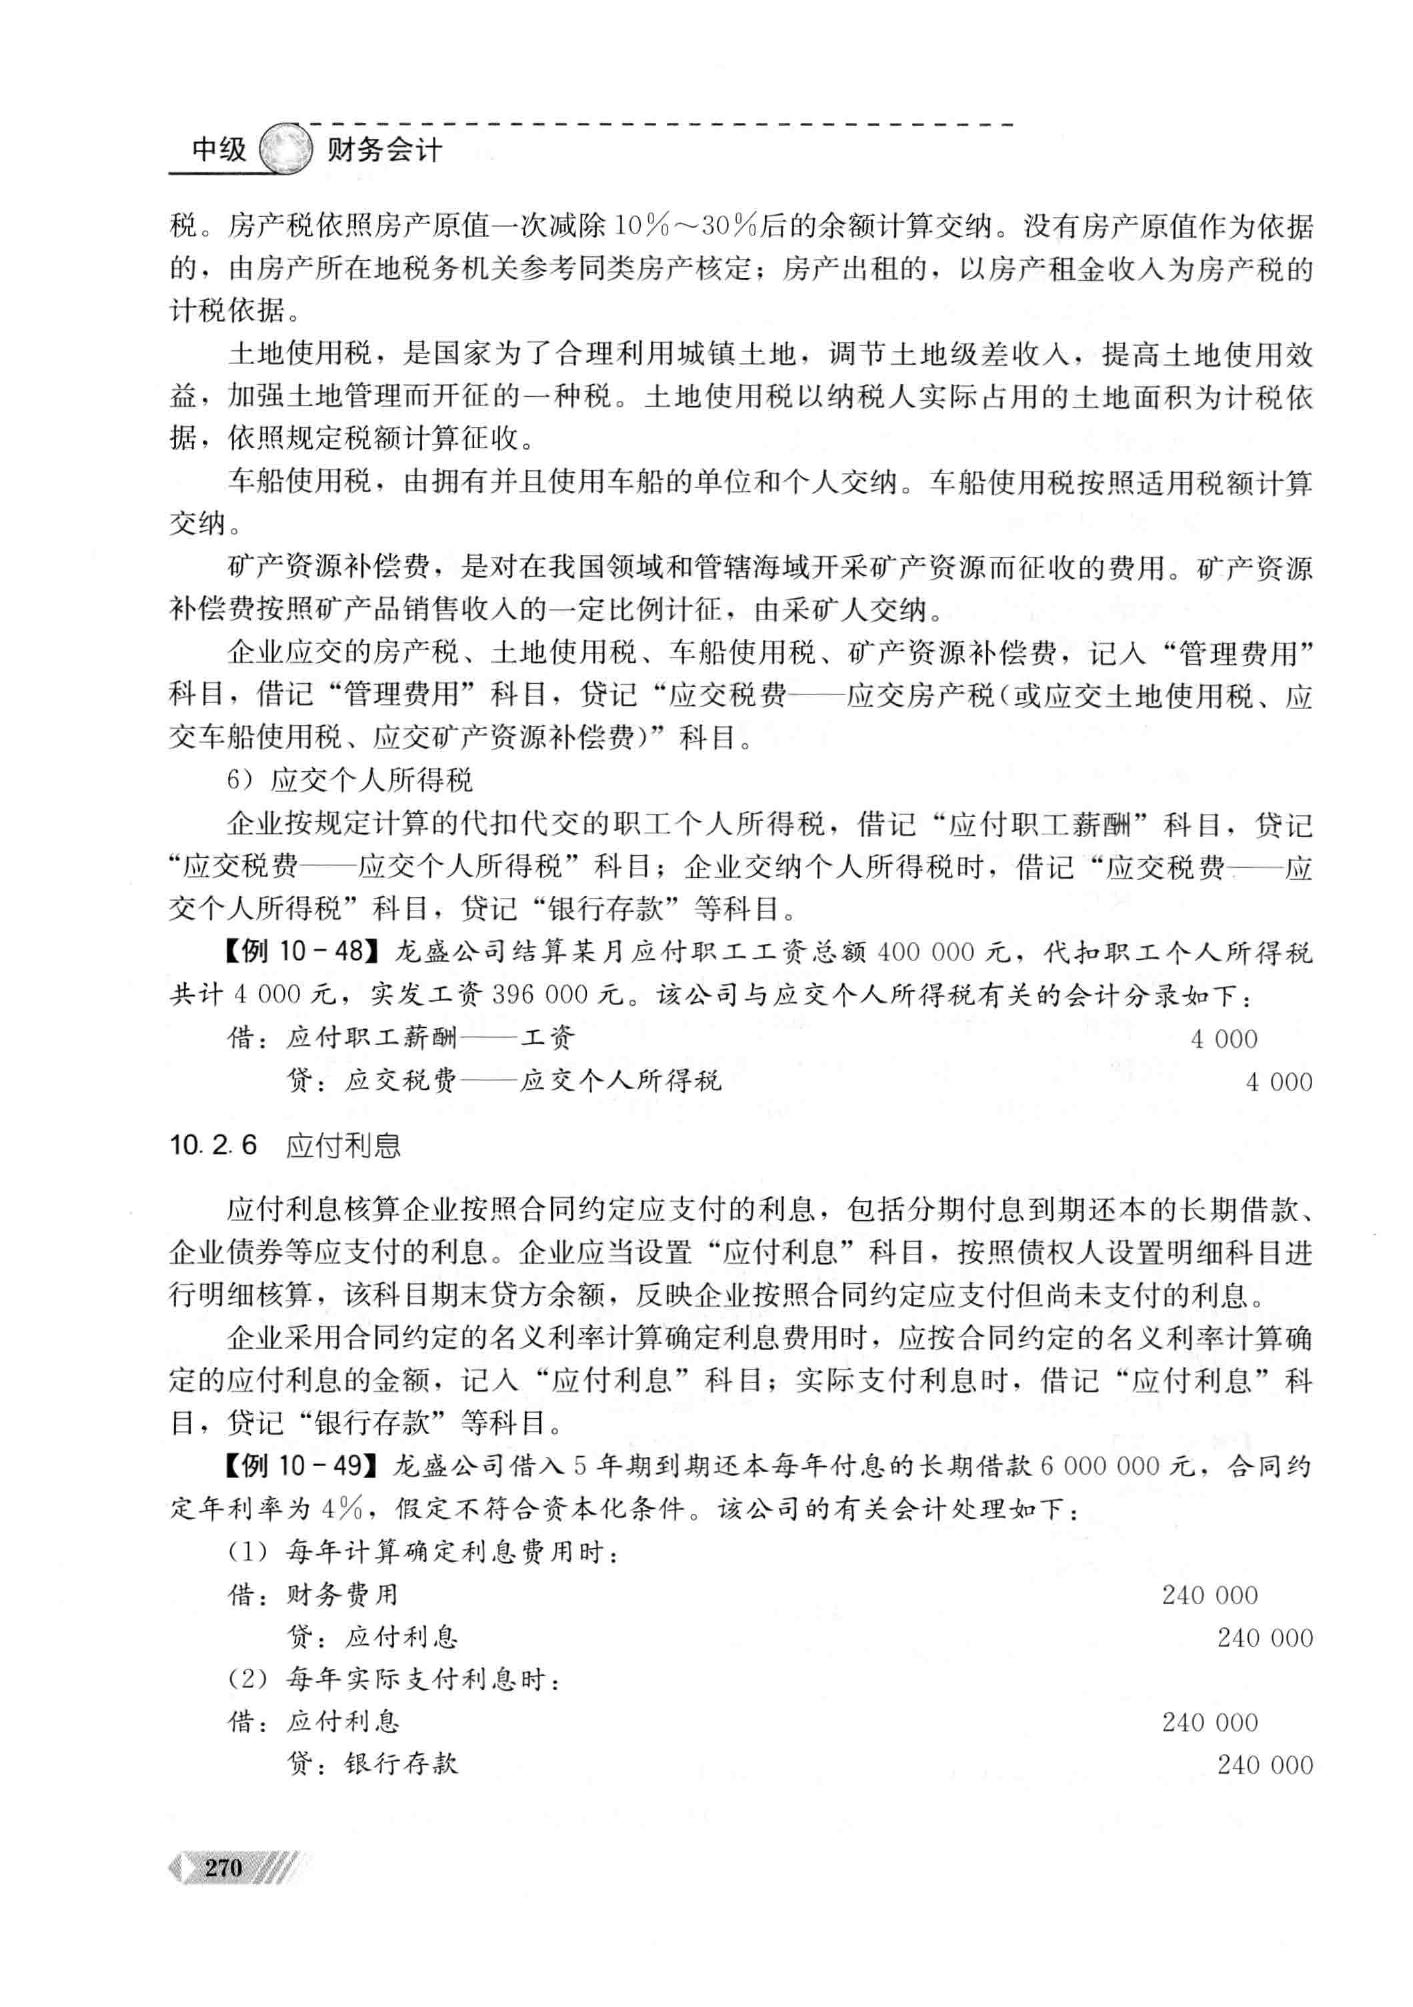 中级 财务会计
税。房产税依照房产原值一次减除10%～30%后的余额计算交纳。没有房产原值作为依据
的，由房产所在地税务机关参考同类房产核定；房产出租的，以房产租金收入为房产税的
计税依据。
土地使用税，是国家为了合理利用城镇土地，调节土地级差收入，提高土地使用效
益，加强土地管理而开征的一种税。土地使用税以纳税人实际占用的土地面积为计税依
据，依照规定税额计算征收。
车船使用税，由拥有并且使用车船的单位和个人交纳。车船使用税按照适用税额计算
交纳。
矿产资源补偿费，是对在我国领域和管辖海域开采矿产资源而征收的费用。矿产资源
补偿费按照矿产品销售收入的一定比例计征，由采矿人交纳。
企业应交的房产税、土地使用税、车船使用税、矿产资源补偿费，记入“管理费用”
科目，借记“管理费用”科目，贷记“应交税费——应交房产税(或应交土地使用税、应
交车船使用税、应交矿产资源补偿费)”科目。
6）应交个人所得税
企业按规定计算的代扣代交的职工个人所得税，借记“应付职工薪酬”科目，贷记
“应交税费——应交个人所得税”科目；企业交纳个人所得税时，借记“应交税费——应
交个人所得税”科目，贷记“银行存款”等科目。
【例 10－48】龙盛公司结算某月应付职工工资总额 400 000 元，代扣职工个人所得税
共计 4 000 元，实发工资 396 000 元。该公司与应交个人所得税有关的会计分录如下：
借：应付职工薪酬——工资 4 000
贷：应交税费——应交个人所得税 4 000
10.2.6 应付利息
应付利息核算企业按照合同约定应支付的利息，包括分期付息到期还本的长期借款、
企业债券等应支付的利息。企业应当设置“应付利息”科目，按照债权人设置明细科目进
行明细核算，该科目期末贷方余额，反映企业按照合同约定应支付但尚未支付的利息。
企业采用合同约定的名义利率计算确定利息费用时，应按合同约定的名义利率计算确
定的应付利息的金额，记入“应付利息”科目；实际支付利息时，借记“应付利息”科
目，贷记“银行存款”等科目。
【例 10－49】龙盛公司借入 5 年期到期还本每年付息的长期借款 6 000 000 元，合同约
定年利率为 4%，假定不符合资本化条件。该公司的有关会计处理如下：
（1）每年计算确定利息费用时：
借：财务费用 240 000
贷：应付利息 240 000
（2）每年实际支付利息时：
借：应付利息 240 000
贷：银行存款 240 000
270